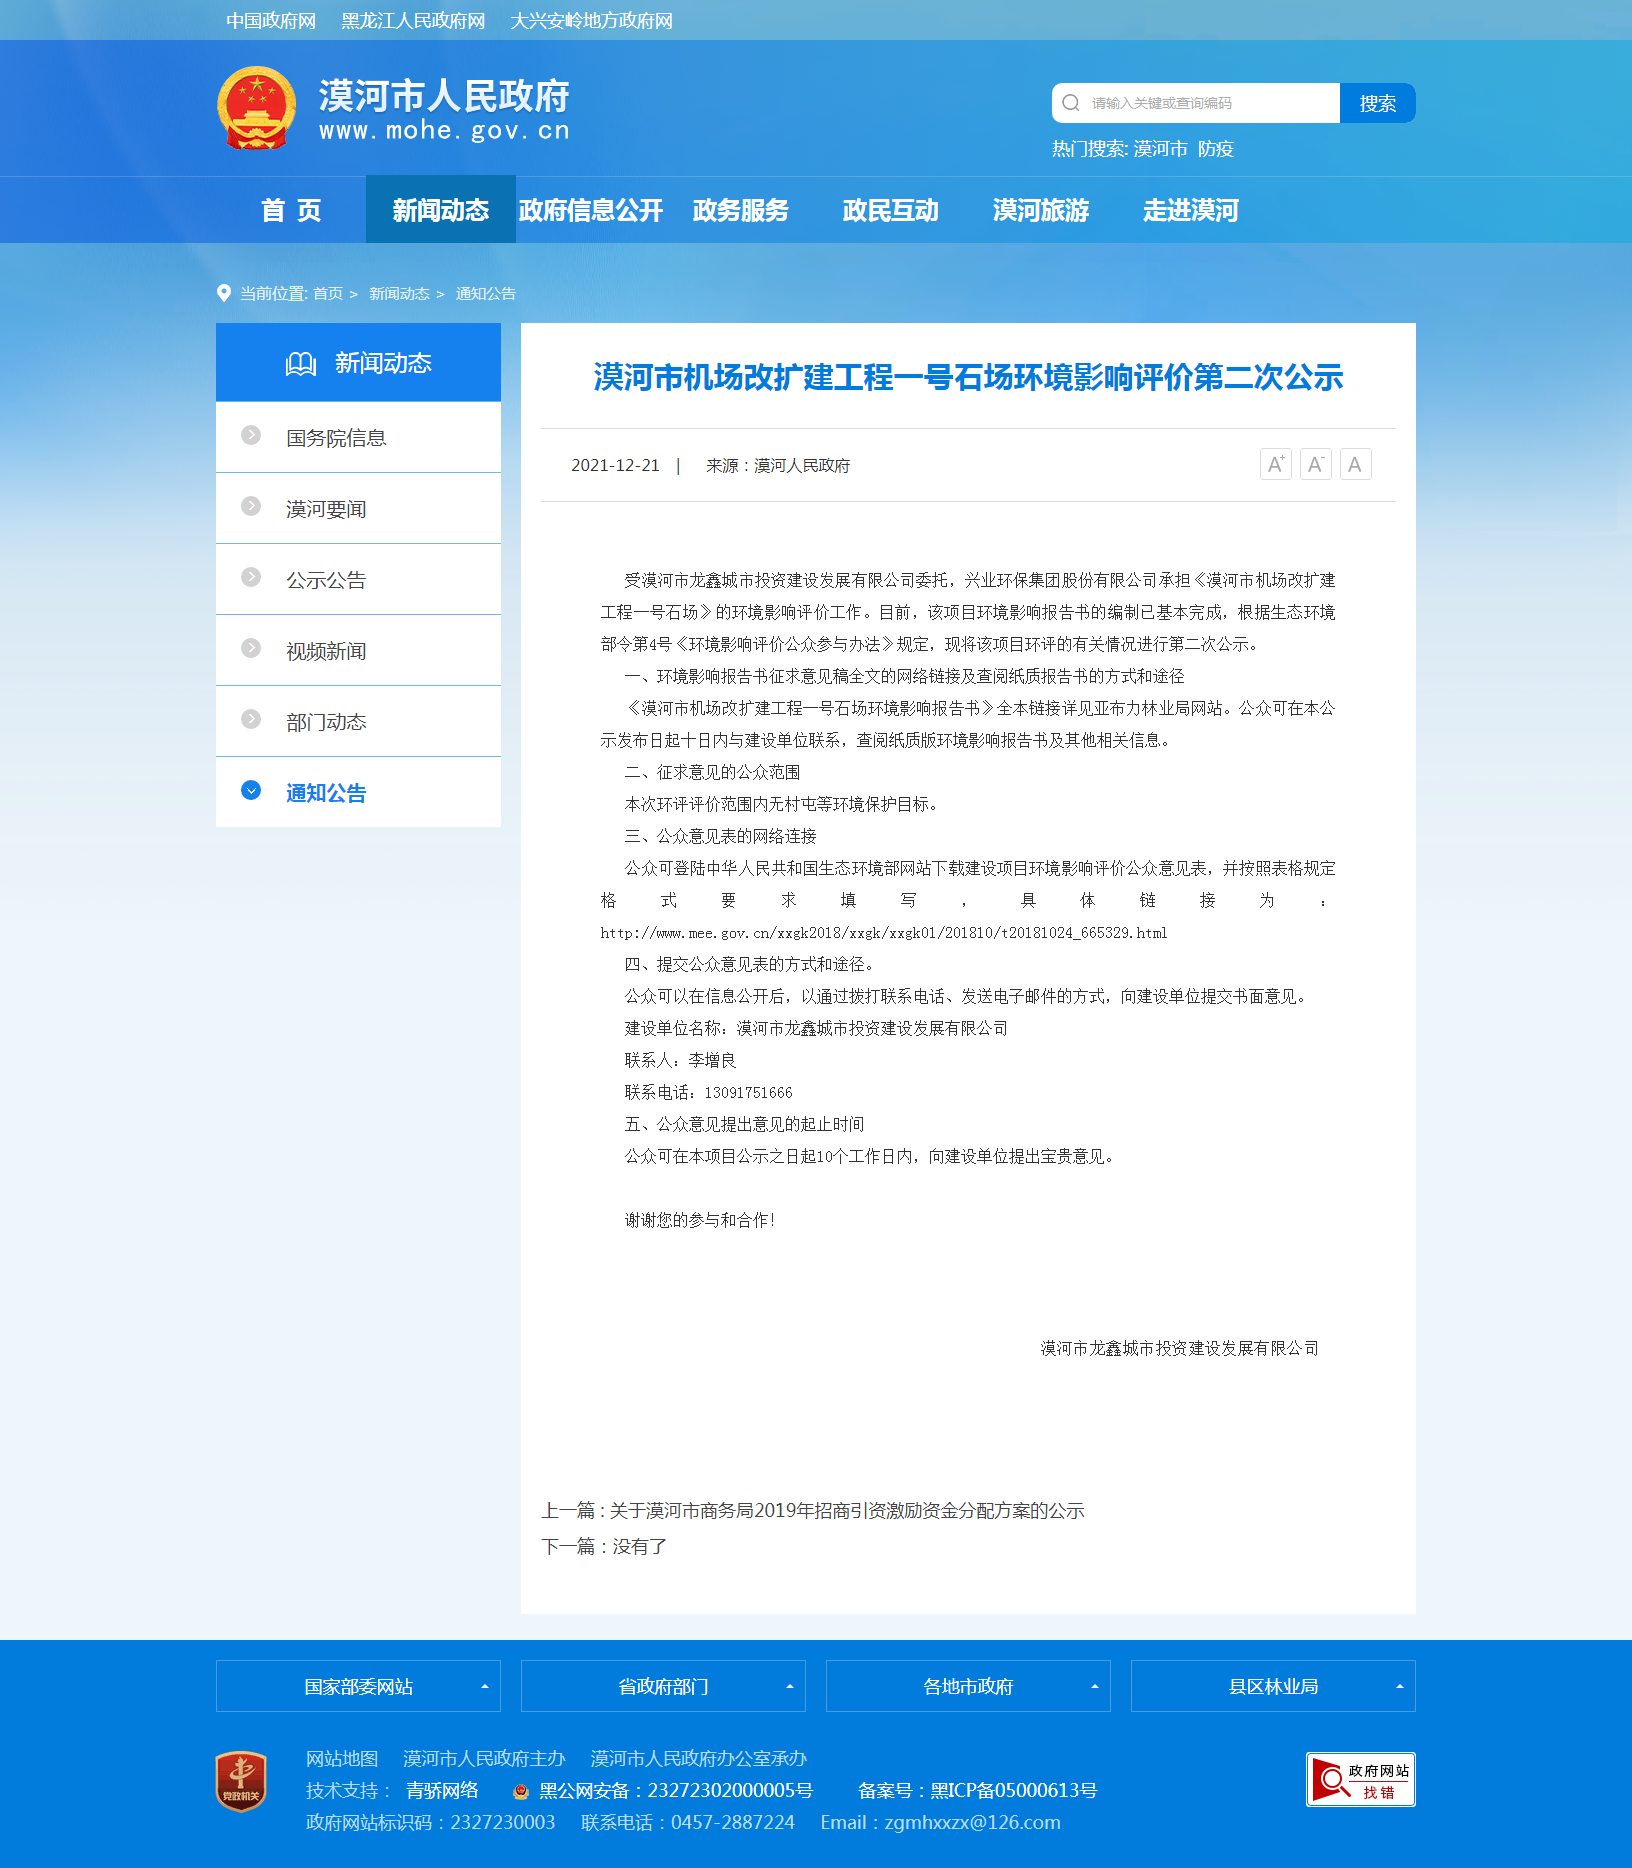 中国政府网 黑龙江人民政府网 大兴安岭地方政府网
漠河市人民政府
www.mohe.gov.cn
请输入关键或查询编码
搜索
热门搜索: 漠河市 防疫
首 页 新闻动态 政府信息公开 政务服务 政民互动 漠河旅游 走进漠河
当前位置: 首页 > 新闻动态 > 通知公告
新闻动态
国务院信息
漠河要闻
公示公告
视频新闻
部门动态
通知公告
漠河市机场改扩建工程一号石场环境影响评价第二次公示
2021-12-21 | 来源：漠河人民政府
A+ A- A
受漠河市龙鑫城市投资建设发展有限公司委托，兴业环保集团股份有限公司承担《漠河市机场改扩建
工程一号石场》的环境影响评价工作。目前，该项目环境影响报告书的编制已基本完成，根据生态环境
部令第4号《环境影响评价公众参与办法》规定，现将该项目环评的有关情况进行第二次公示。
一、环境影响报告书征求意见稿全文的网络链接及查阅纸质报告书的方式和途径
《漠河市机场改扩建工程一号石场环境影响报告书》全本链接详见亚布力林业局网站。公众可在本公
示发布日起十日内与建设单位联系，查阅纸质版环境影响报告书及其他相关信息。
二、征求意见的公众范围
本次环评评价范围内无村屯等环境保护目标。
三、公众意见表的网络连接
公众可登陆中华人民共和国生态环境部网站下载建设项目环境影响评价公众意见表，并按照表格规定
格式要求填写，具体链接为：
http://www.mee.gov.cn/xxgk2018/xxgk/xxgk01/201810/t20181024_665329.html
四、提交公众意见表的方式和途径。
公众可以在信息公开后，以通过拨打联系电话、发送电子邮件的方式，向建设单位提交书面意见。
建设单位名称：漠河市龙鑫城市投资建设发展有限公司
联系人：李增良
联系电话：13091751666
五、公众意见提出意见的起止时间
公众可在本项目公示之日起10个工作日内，向建设单位提出宝贵意见。
谢谢您的参与和合作！
漠河市龙鑫城市投资建设发展有限公司
上一篇：关于漠河市商务局2019年招商引资激励资金分配方案的公示
下一篇：没有了
国家部委网站 省政府部门 各地市政府 县区林业局
党政机关
网站地图 漠河市人民政府主办 漠河市人民政府办公室承办
技术支持： 青骄网络 黑公网安备：23272302000005号 备案号：黑ICP备05000613号
政府网站标识码：2327230003 联系电话：0457-2887224 Email：zgmhxxzx@126.com
政府网站
找错